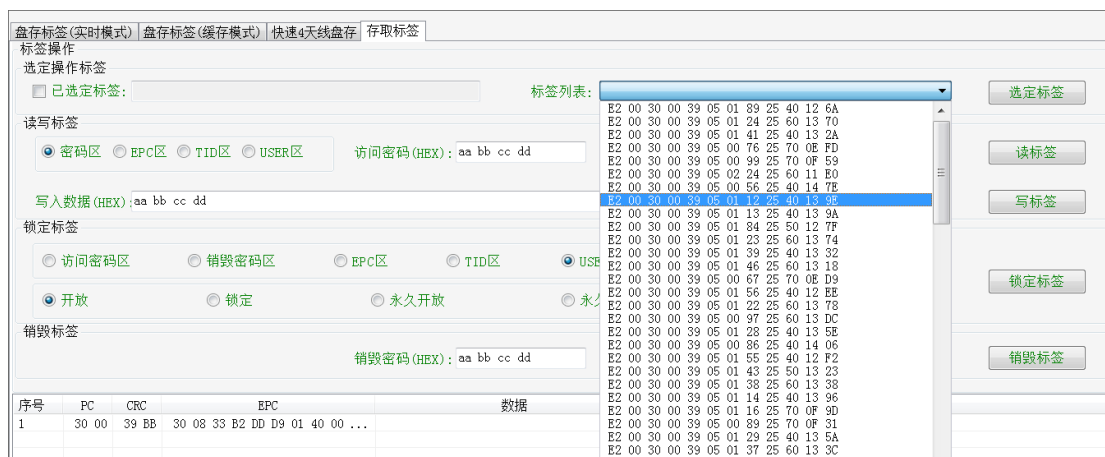 盘存标签(实时模式) 盘存标签(缓存模式) 快速4天线盘存 存取标签
标签操作
选定操作标签
已选定标签: 标签列表: 选定标签
E2 00 30 00 39 05 01 89 25 40 12 6A
E2 00 30 00 39 05 01 24 25 60 13 70
E2 00 30 00 39 05 01 41 25 40 13 2A
E2 00 30 00 39 05 00 76 25 70 0E FD
E2 00 30 00 39 05 00 99 25 70 0F 59
E2 00 30 00 39 05 02 24 25 60 11 E0
E2 00 30 00 39 05 00 56 25 40 14 7E
E2 00 30 00 39 05 01 12 25 40 13 9E
E2 00 30 00 39 05 01 13 25 40 13 9A
E2 00 30 00 39 05 01 84 25 50 12 7F
E2 00 30 00 39 05 01 23 25 60 13 74
E2 00 30 00 39 05 01 39 25 40 13 32
E2 00 30 00 39 05 01 46 25 60 13 18
E2 00 30 00 39 05 00 67 25 70 0E D9
E2 00 30 00 39 05 01 56 25 40 12 EE
E2 00 30 00 39 05 01 22 25 60 13 78
E2 00 30 00 39 05 00 97 25 60 13 DC
E2 00 30 00 39 05 01 28 25 40 13 5E
E2 00 30 00 39 05 00 86 25 40 14 06
E2 00 30 00 39 05 01 55 25 40 12 F2
E2 00 30 00 39 05 01 43 25 50 13 23
E2 00 30 00 39 05 01 38 25 60 13 38
E2 00 30 00 39 05 01 14 25 40 13 96
E2 00 30 00 39 05 01 16 25 70 0F 9D
E2 00 30 00 39 05 00 89 25 70 0F 31
E2 00 30 00 39 05 01 29 25 40 13 5A
E2 00 30 00 39 05 01 37 25 60 13 3C
读写标签
密码区 EPC区 TID区 USER区 访问密码(HEX): aa bb cc dd 读标签
写入数据(HEX): aa bb cc dd 写标签
锁定标签
访问密码区 销毁密码区 EPC区 TID区 USE
锁定标签
开放 锁定 永久开放 永
销毁标签
销毁密码(HEX): aa bb cc dd 销毁标签
序号 PC CRC EPC 数据
1 30 00 39 BB 30 08 33 B2 DD D9 01 40 00 ...